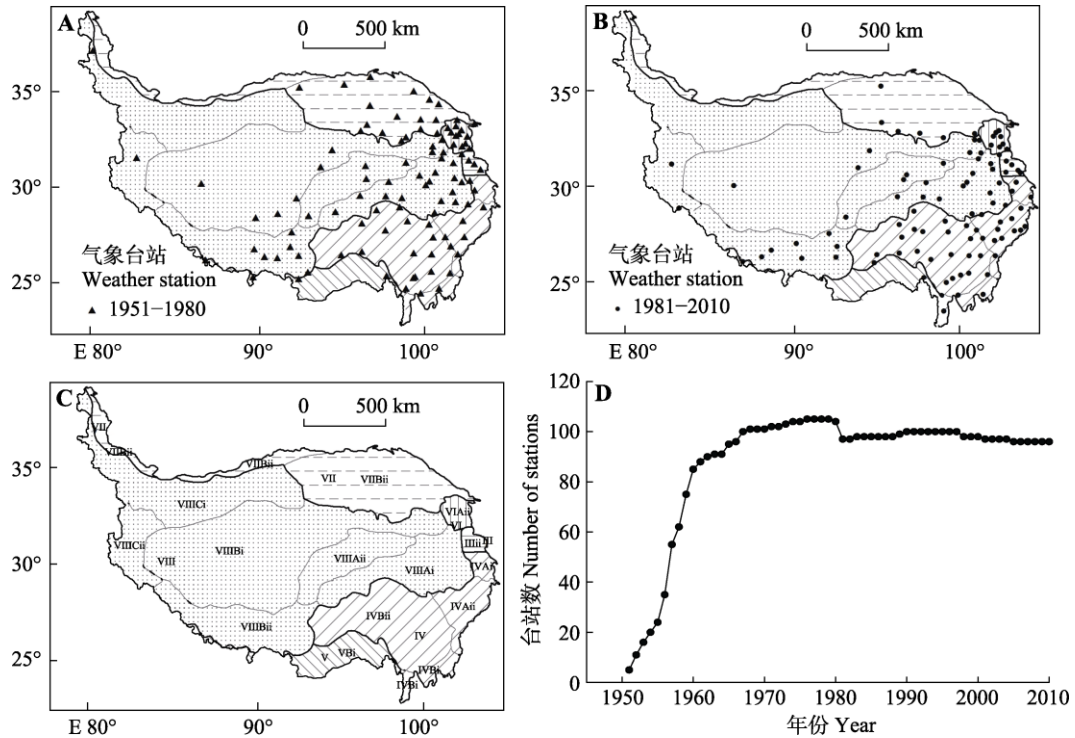 A
0 500 km
35°
30°
25°
气象台站
Weather station
▲ 1951−1980
E 80° 90° 100°
B
0 500 km
35°
30°
25°
气象台站
Weather station
● 1981−2010
E 80° 90° 100°
C
0 500 km
35°
30°
25°
VII
VIIIBii
VII VIIBii
VIIICi
VIAii
VI
III
IIIii
VIIICii
VIII
VIIIBi
VIIIAii
VIIIAi
IVAi
IVAii
IVBii
IV
VIIIBii
V VBi
IVBi
IVBi
E 80° 90° 100°
D
台站数 Number of stations
120
100
80
60
40
20
0
1950 1960 1970 1980 1990 2000 2010
年份 Year